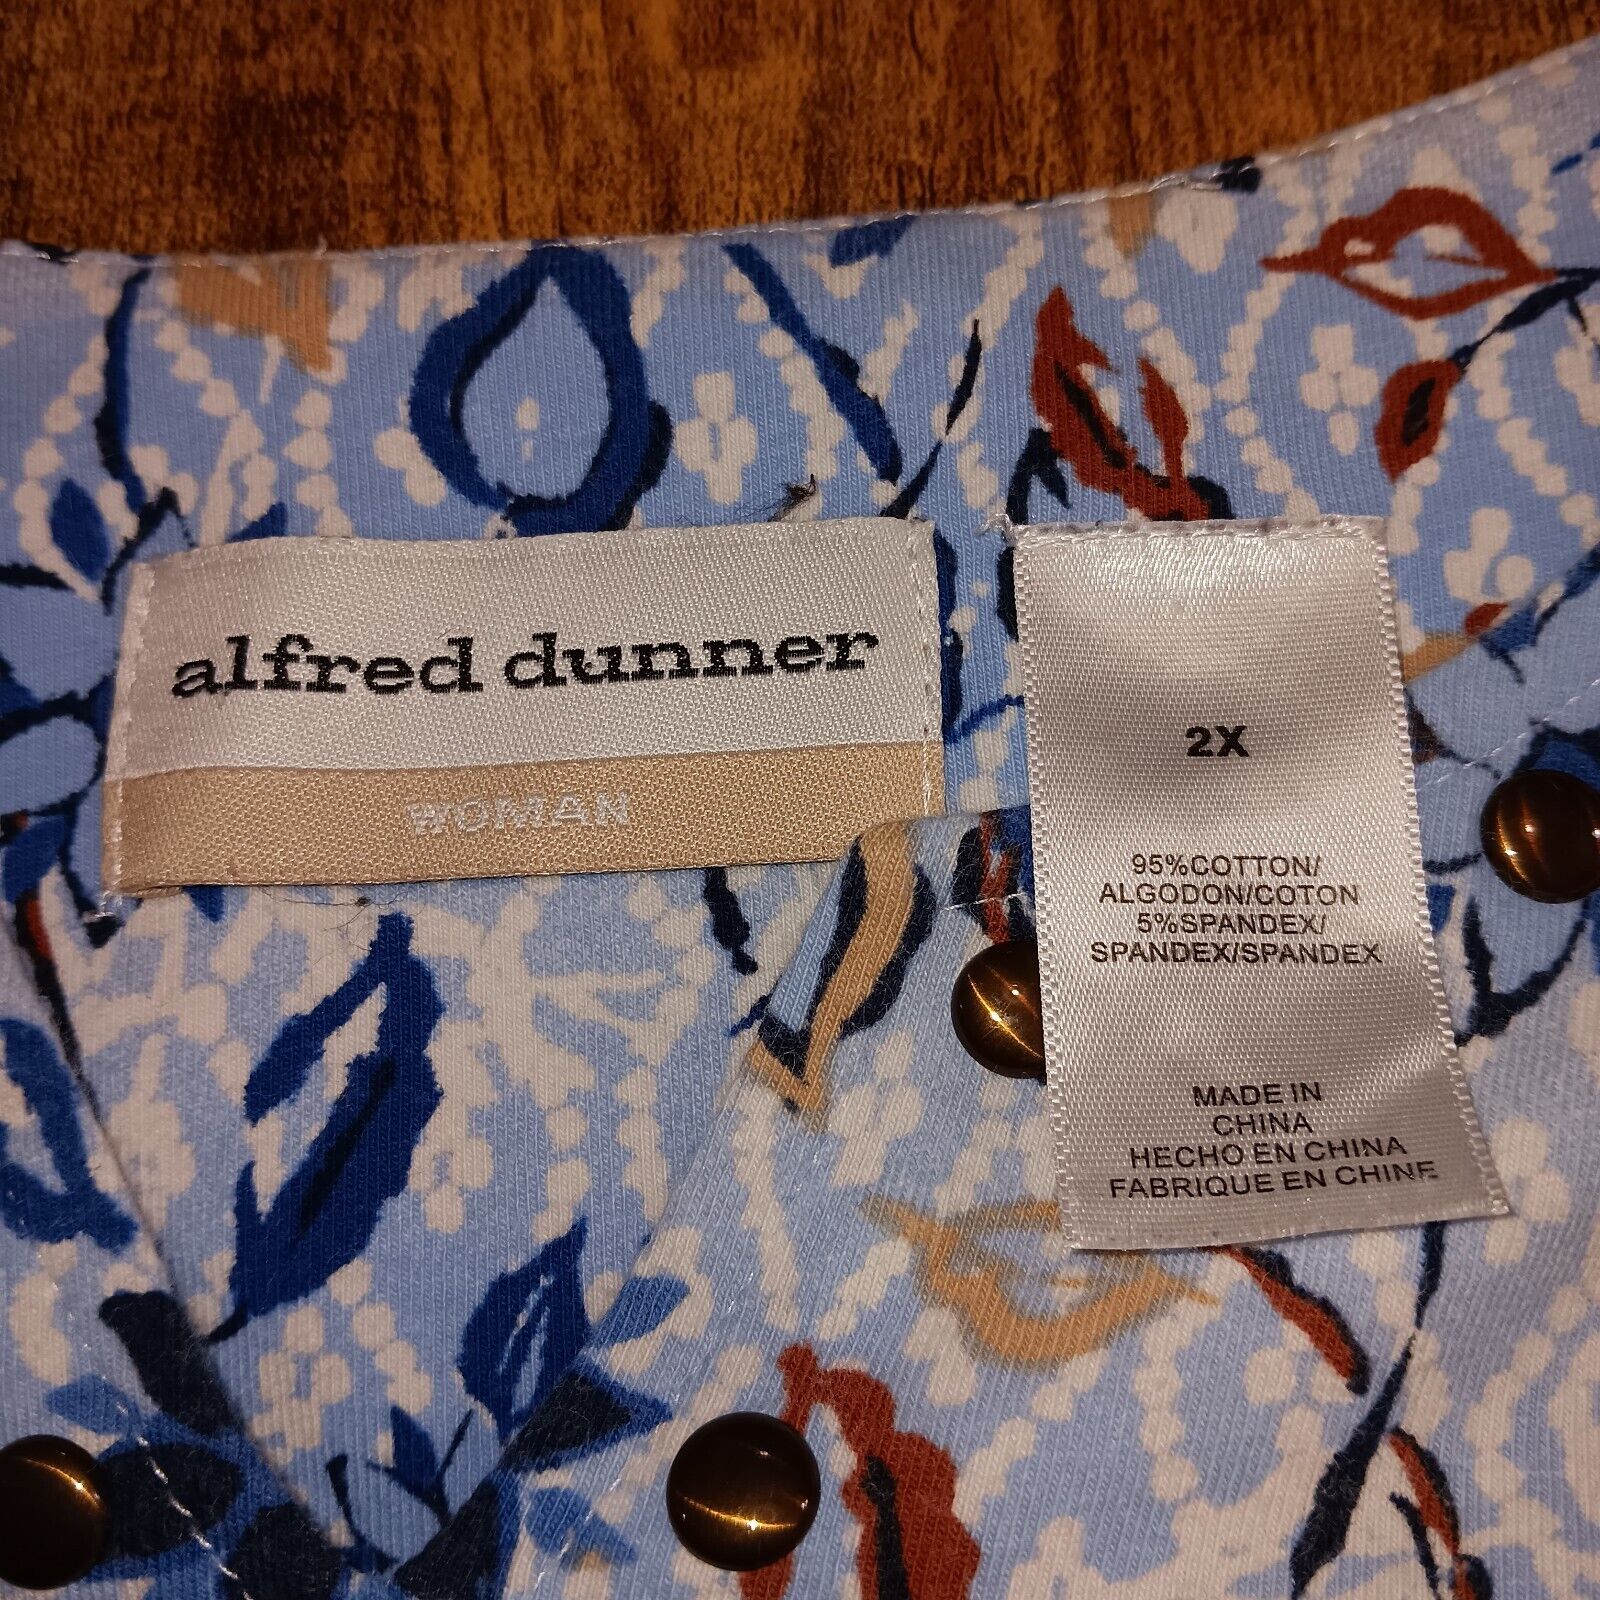 alfred dunner
WOMAN
2X
95%COTTON/
ALGODON/COTON
5%SPANDEX/
SPANDEX/SPANDEX
MADE IN
CHINA
HECHO EN CHINA
FABRIQUE EN CHINE